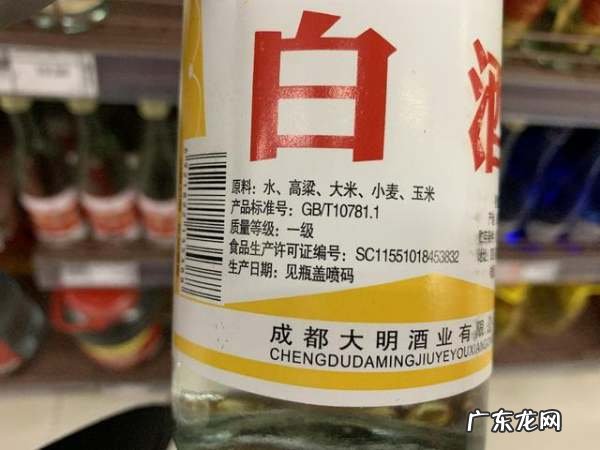 白酒
原料：水、高粱、大米、小麦、玉米
产品标准号：GB/T10781.1
质量等级：一级
食品生产许可证编号：SC11551018453832
生产日期：见瓶盖喷码
成都大明酒业有限
CHENGDUDAMINGJIUYEYOUXIANG
广东龙网